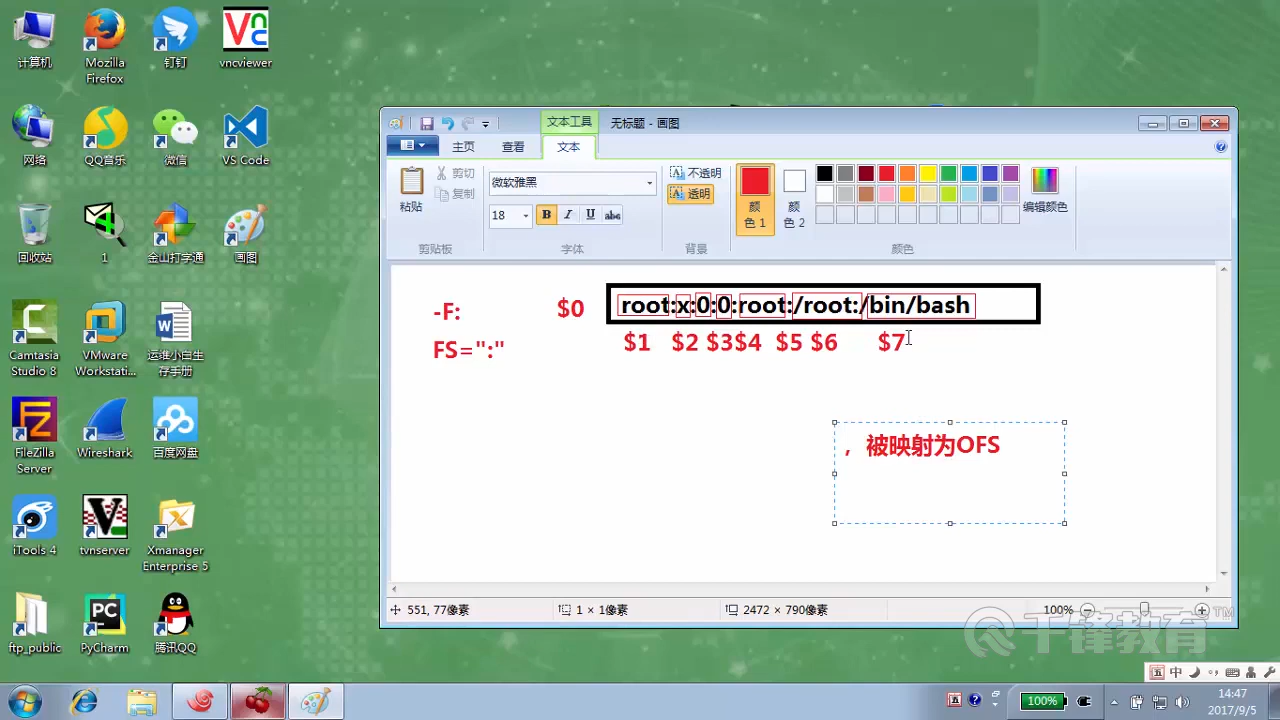 计算机
Mozilla
Firefox
钉钉
vncviewer
网络
QQ音乐
微信
VS Code
回收站
1
金山打字通
画图
Camtasia
Studio 8
VMware
Workstati...
运维小白生
存手册
FileZilla
Server
Wireshark
百度网盘
iTools 4
tvnserver
Xmanager
Enterprise 5
ftp_public
PyCharm
腾讯QQ
文本工具
无标题 - 画图
主页
查看
文本
粘贴
剪切
复制
剪贴板
微软雅黑
18
B I U abc
字体
不透明
透明
背景
颜
色 1
颜
色 2
编辑颜色
颜色
-F:
$0
root:x:0:0:root:/root:/bin/bash
FS=":"
$1 $2 $3$4 $5 $6 $7
，被映射为OFS
551, 77像素
1 × 1像素
2472 × 790像素
100%
千锋教育
TM
五 中
100%
14:47
2017/9/5